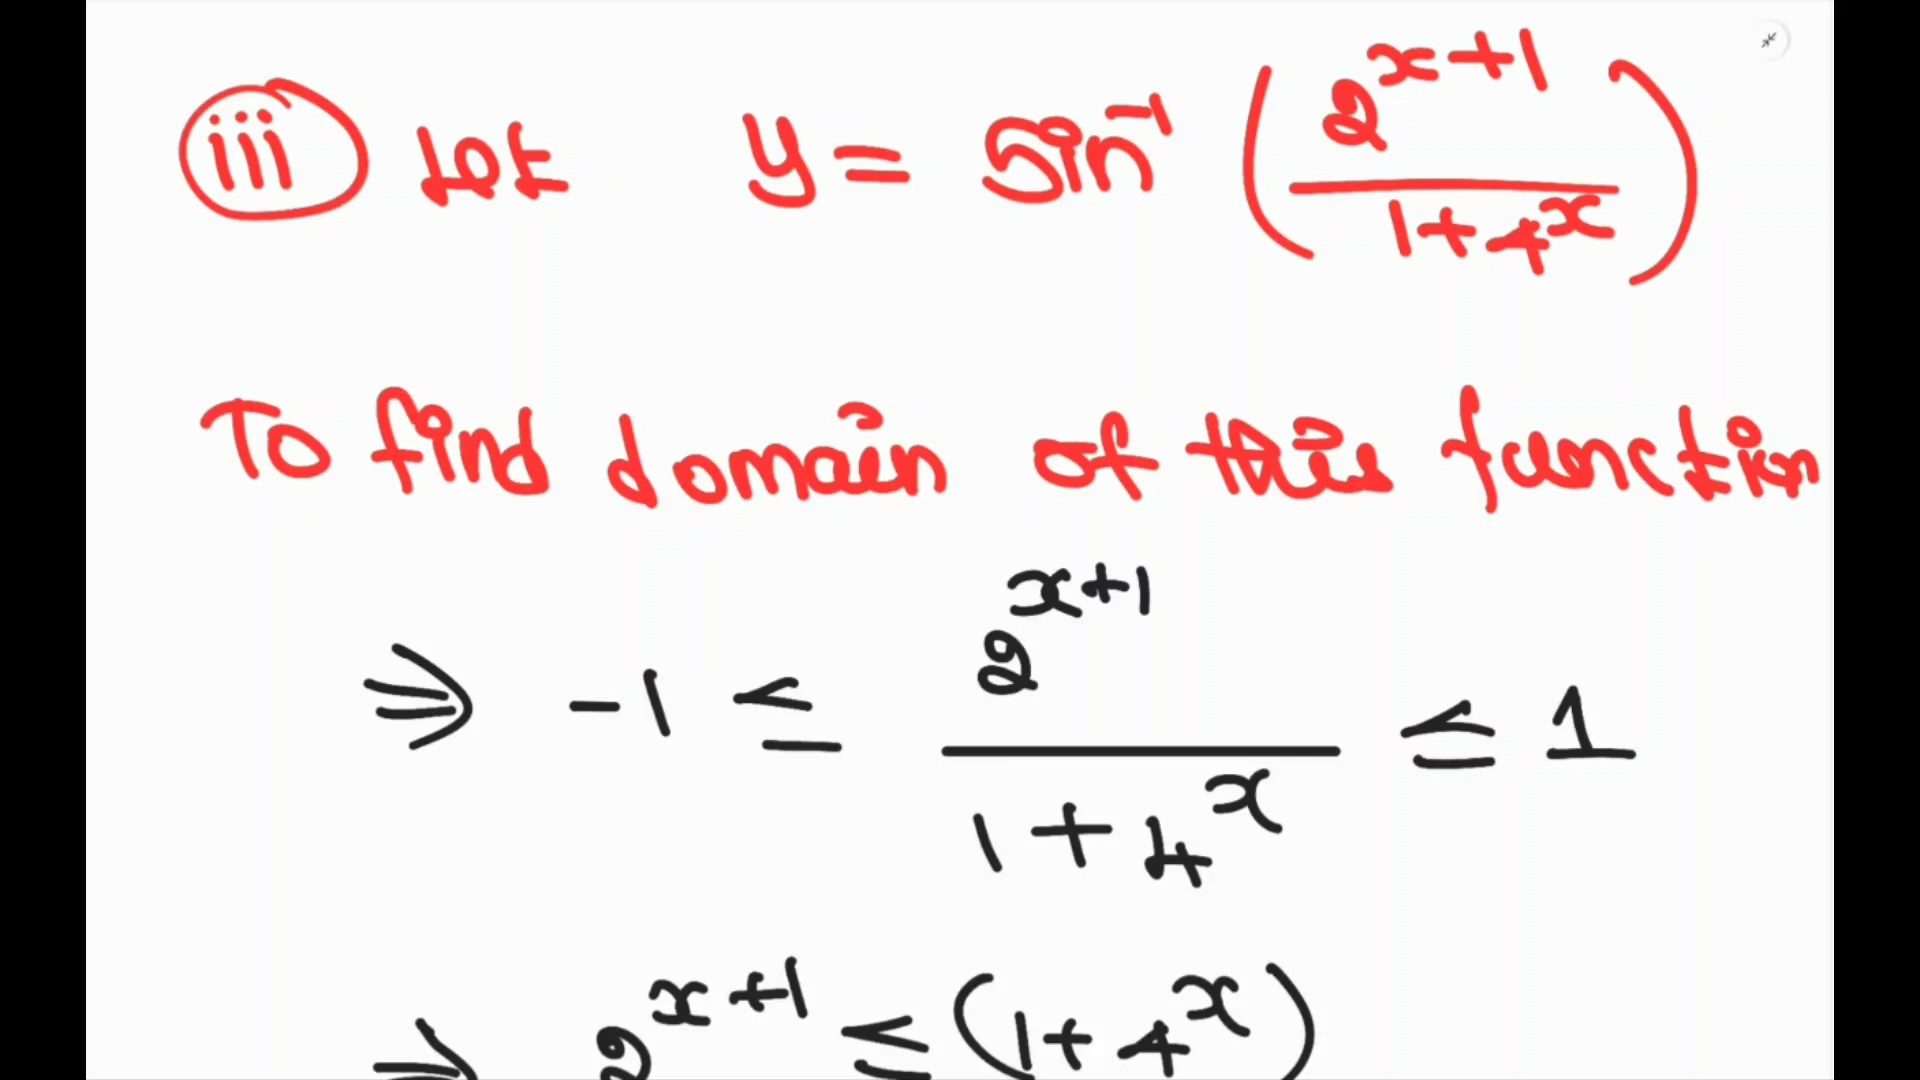 iii Let y = sin⁻¹ (2^(x+1) / (1+4^x))
To find domain of this function
⇒ -1 ≤ 2^(x+1) / (1+4^x) ≤ 1
⇒ 2^(x+1) ≤ (1+4^x)